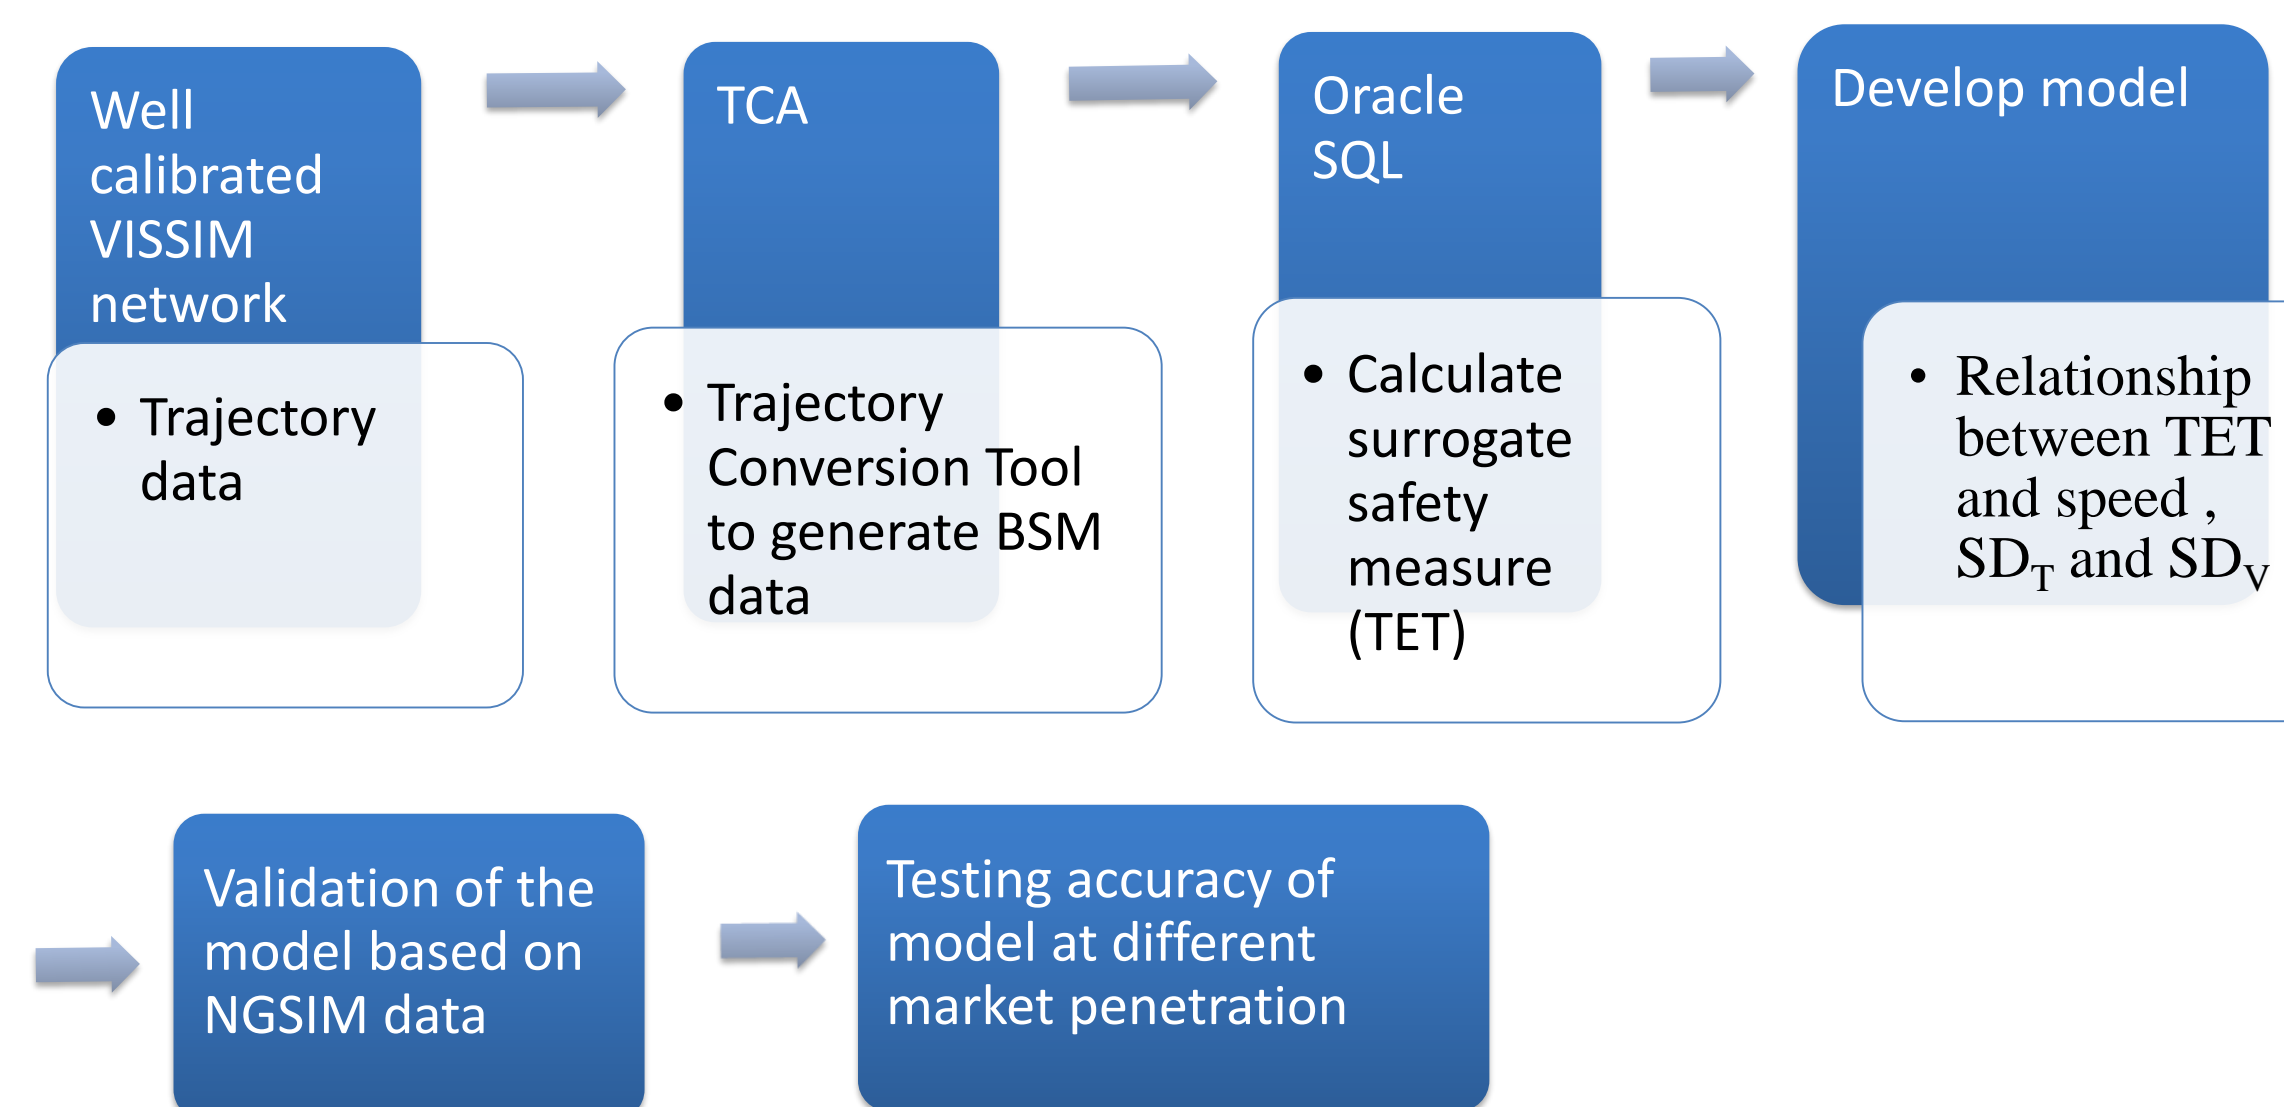 Well
calibrated
VISSIM
network
• Trajectory
data
TCA
• Trajectory
Conversion Tool
to generate BSM
data
Oracle
SQL
• Calculate
surrogate
safety
measure
(TET)
Develop model
• Relationship
between TET
and speed ,
SD_T and SD_V
Validation of the
model based on
NGSIM data
Testing accuracy of
model at different
market penetration